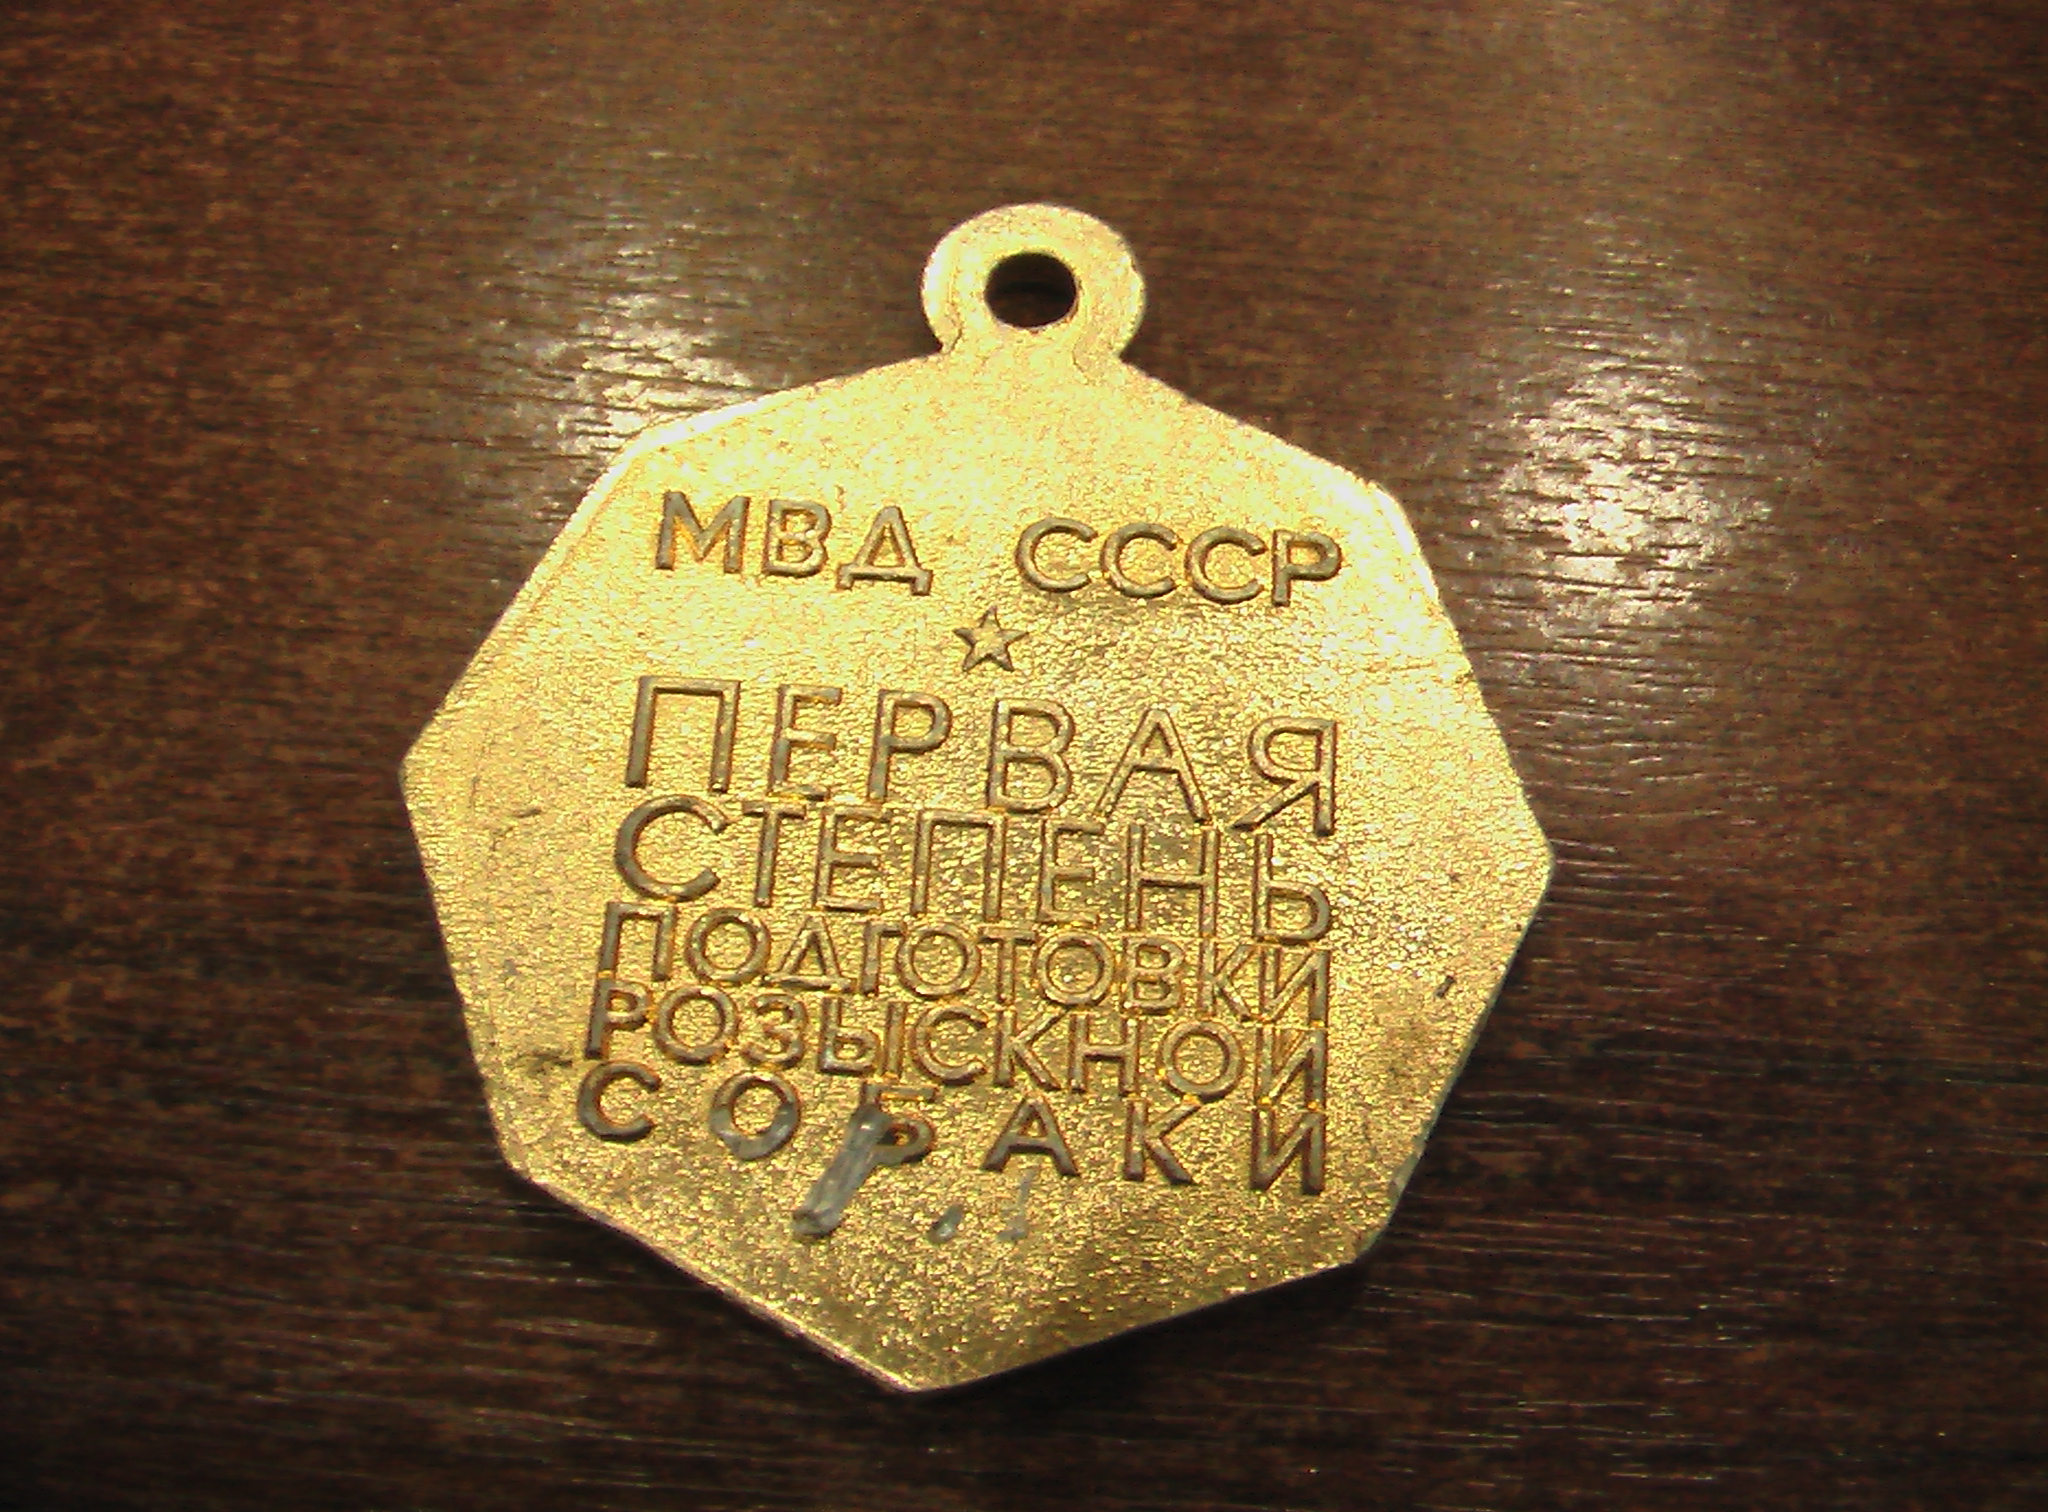 МВД СССР
ПЕРВАЯ
СТЕПЕНЬ
ПОДГОТОВКИ
РОЗЫСКНОЙ
СОБАКИ